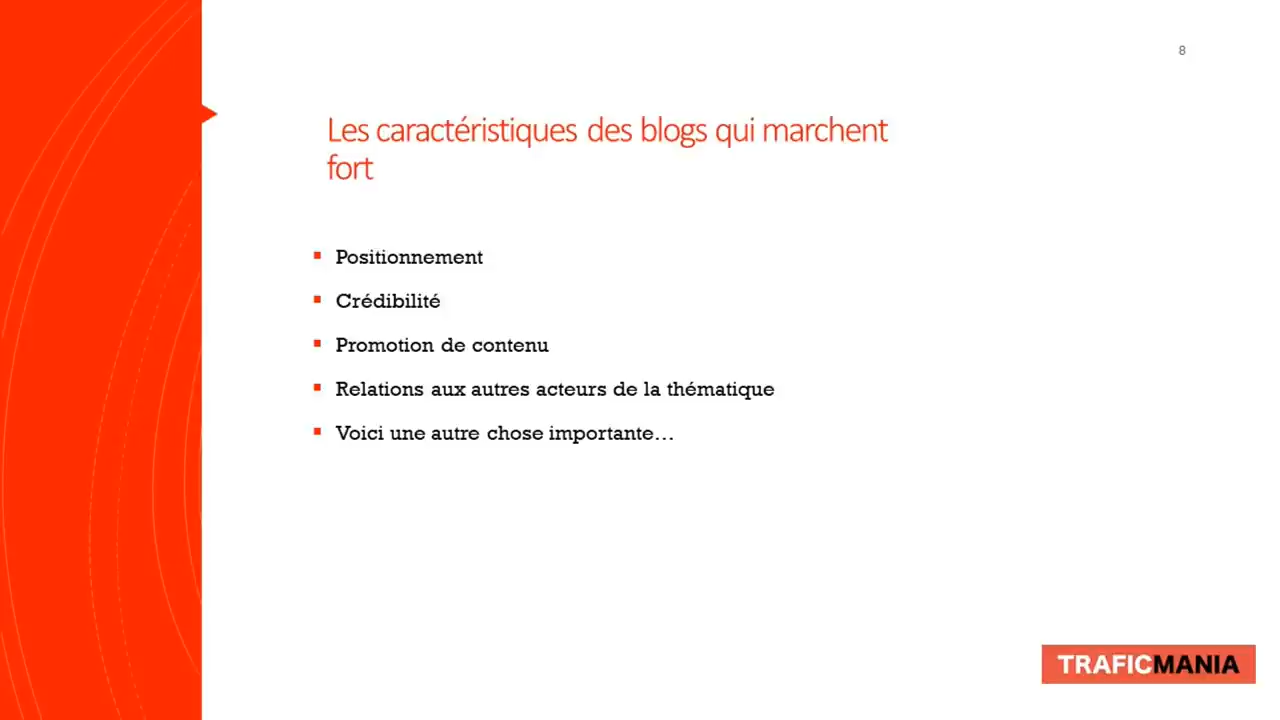 8
Les caractéristiques des blogs qui marchent
fort
Positionnement
Crédibilité
Promotion de contenu
Relations aux autres acteurs de la thématique
Voici une autre chose importante…
TRAFICMANIA